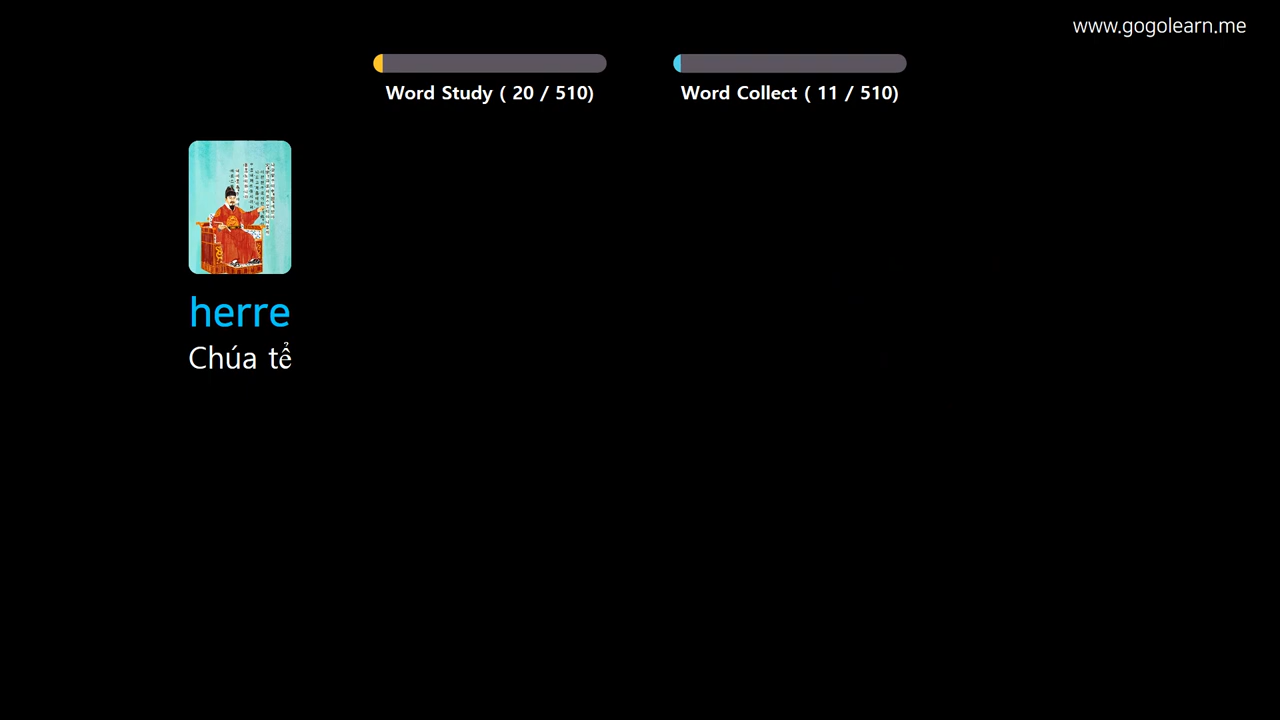 www.gogolearn.me
Word Study ( 20 / 510)
Word Collect ( 11 / 510)
herre
Chúa tể